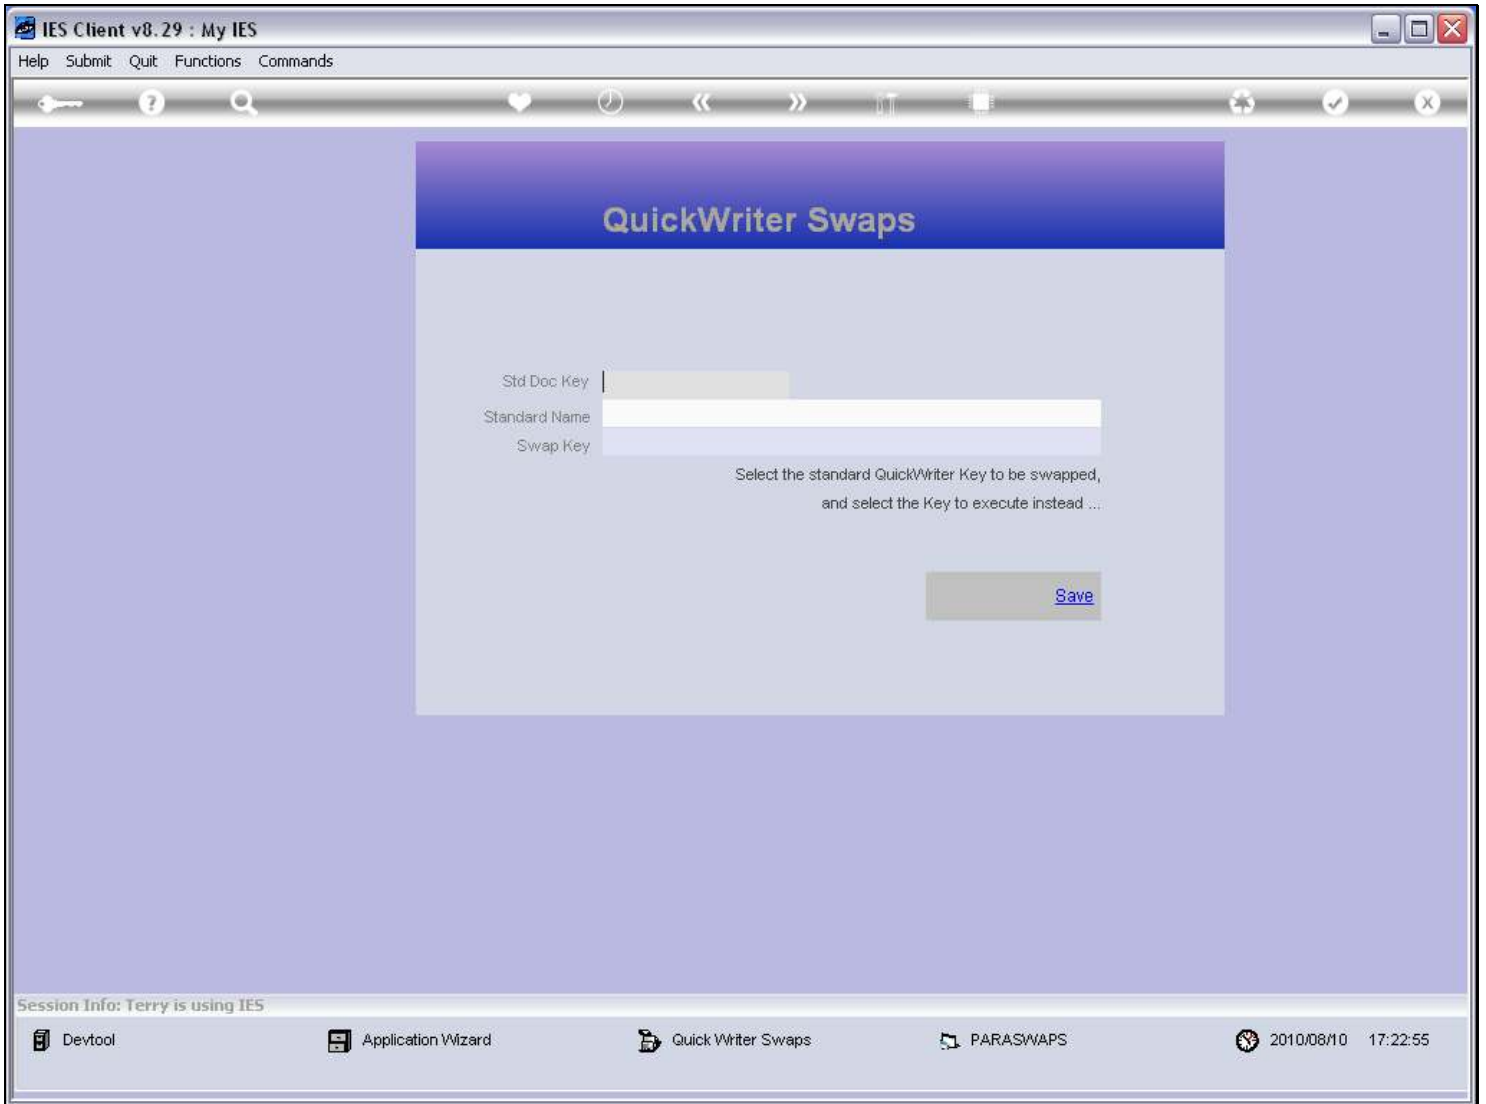 IES Client v8.29 : My IES
Help Submit Quit Functions Commands
QuickWriter Swaps
Std Doc Key
Standard Name
Swap Key
Select the standard QuickWriter Key to be swapped,
and select the Key to execute instead ...
Save
Session Info: Terry is using IES
Devtool Application Wizard Quick Writer Swaps PARASWAPS 2010/08/10 17:22:55